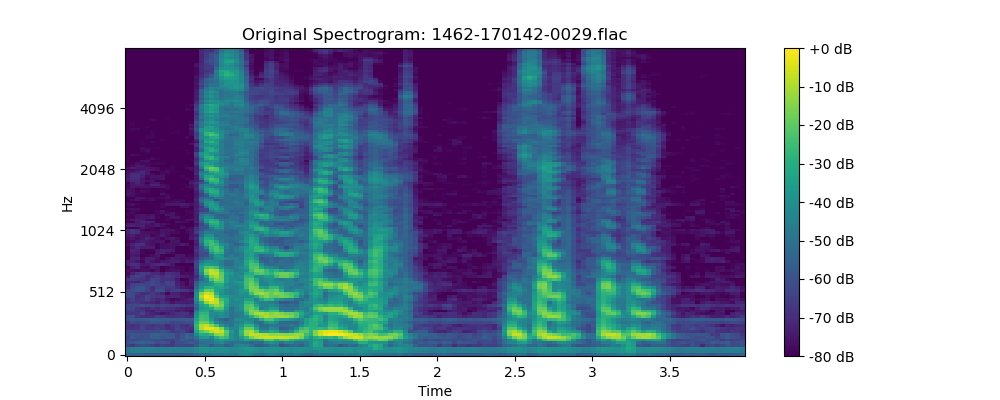 Original Spectrogram: 1462-170142-0029.flac
Hz
4096
2048
1024
512
0
0
0.5
1
1.5
2
2.5
3
3.5
Time
+0 dB
-10 dB
-20 dB
-30 dB
-40 dB
-50 dB
-60 dB
-70 dB
-80 dB